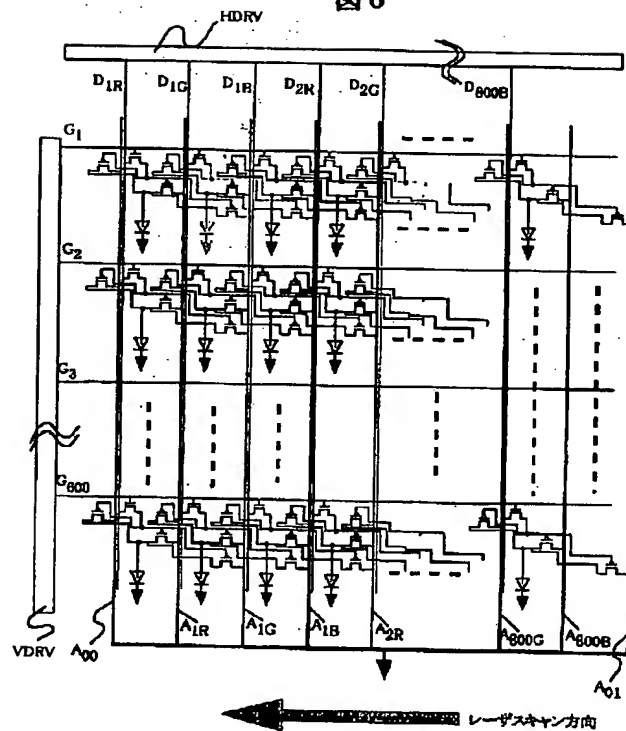 図6
HDRV
D1R D1G D1B D2R D2G D800B
G1
G2
G3
G600
VDRV A00 A1R A1G A1B A2R A800G A800B A01
レーザスキャン方向